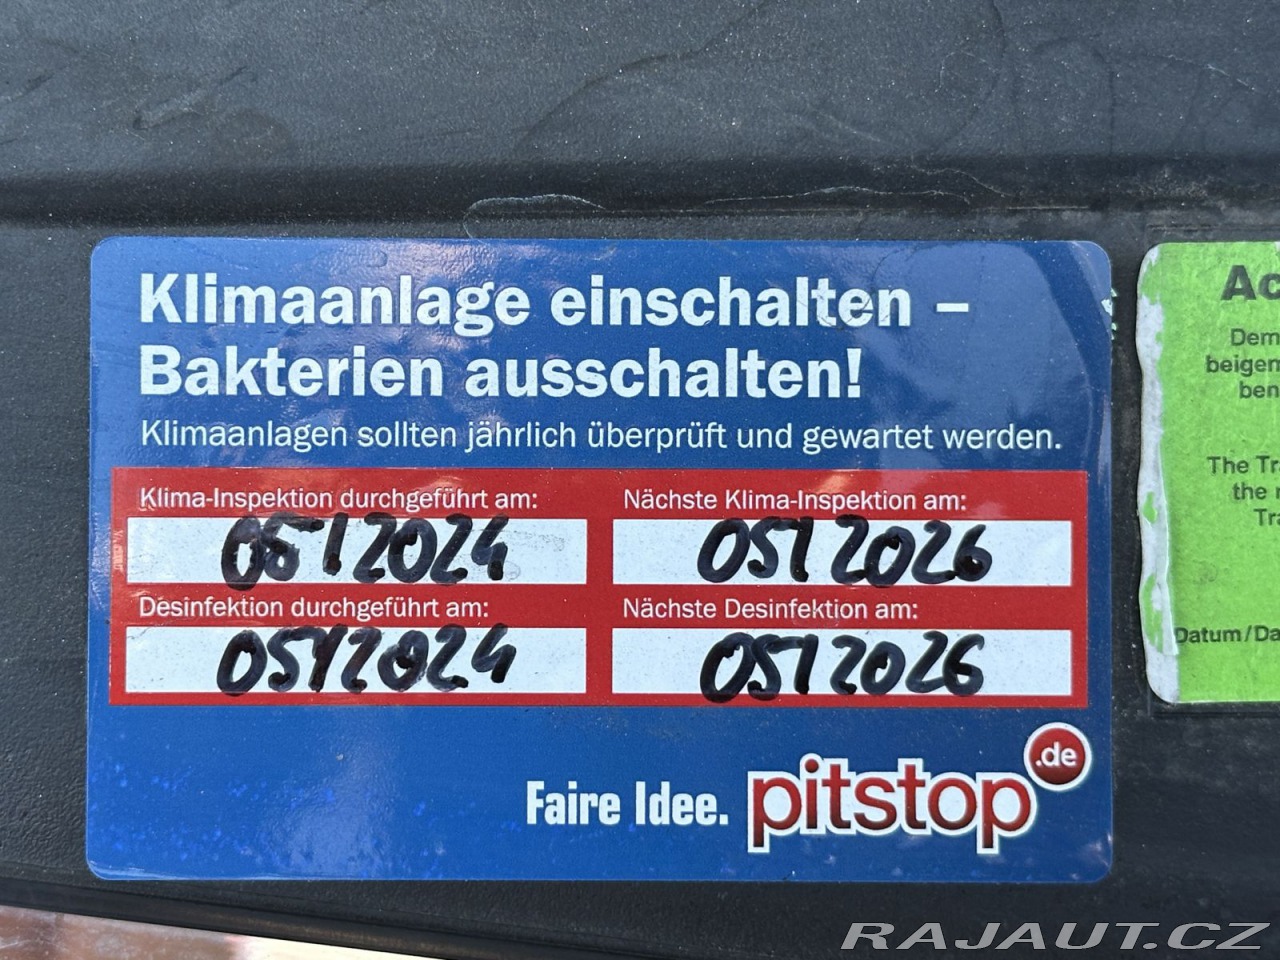 Klimaanlage einschalten –
Bakterien ausschalten!
Klimaanlagen sollten jährlich überprüft und gewartet werden.
Klima-Inspektion durchgeführt am:
05/2024
Nächste Klima-Inspektion am:
05/2026
Desinfektion durchgeführt am:
05/2024
Nächste Desinfektion am:
05/2026
Faire Idee. pitstop .de
Ac
Dem
beigen
ben
The Tra
the
Tra
Datum/Da
RAJAUT.CZ